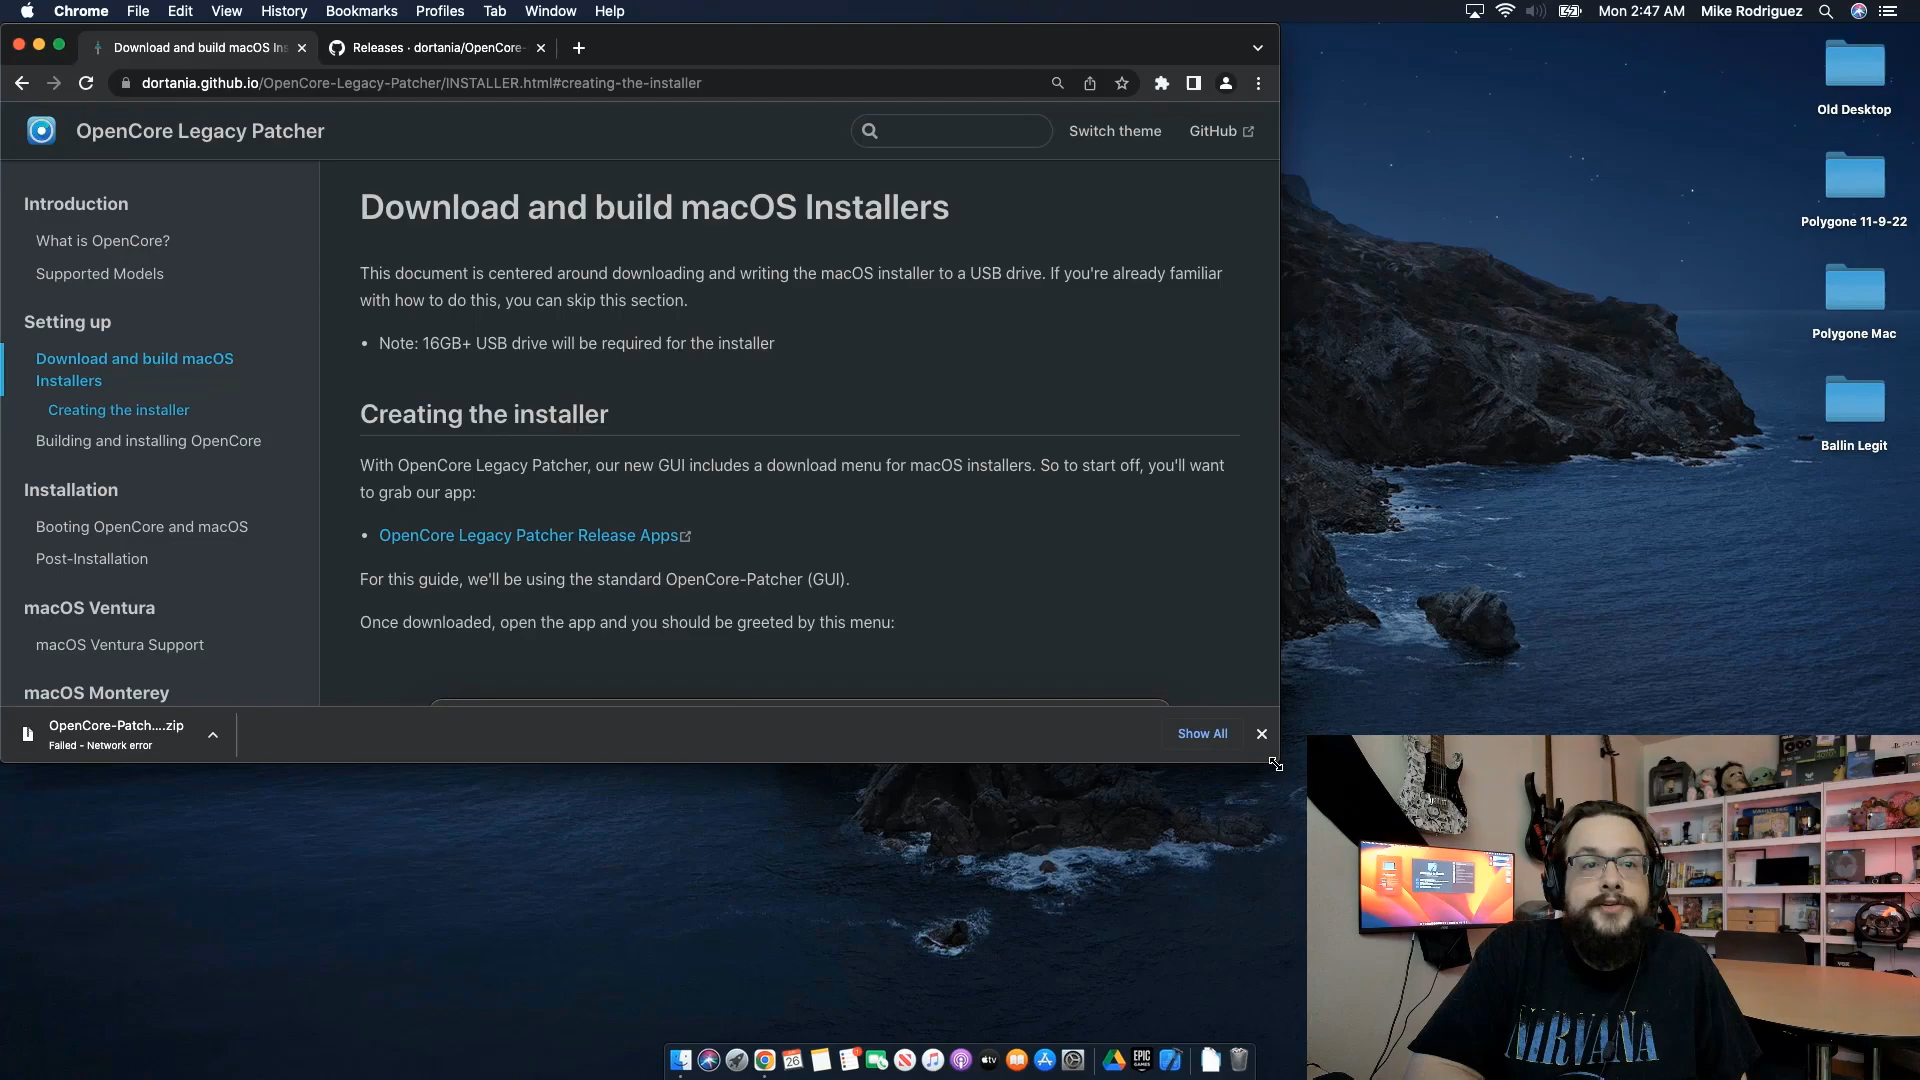 Chrome File Edit View History Bookmarks Profiles Tab Window Help
Mon 2:47 AM Mike Rodriguez
Download and build macOS Ins
Releases · dortania/OpenCore-
dortania.github.io/OpenCore-Legacy-Patcher/INSTALLER.html#creating-the-installer
OpenCore Legacy Patcher
Switch theme
GitHub
Introduction
What is OpenCore?
Supported Models
Setting up
Download and build macOS
Installers
Creating the installer
Building and installing OpenCore
Installation
Booting OpenCore and macOS
Post-Installation
macOS Ventura
macOS Ventura Support
macOS Monterey
Download and build macOS Installers
This document is centered around downloading and writing the macOS installer to a USB drive. If you're already familiar
with how to do this, you can skip this section.
• Note: 16GB+ USB drive will be required for the installer
Creating the installer
With OpenCore Legacy Patcher, our new GUI includes a download menu for macOS installers. So to start off, you'll want
to grab our app:
• OpenCore Legacy Patcher Release Apps
For this guide, we'll be using the standard OpenCore-Patcher (GUI).
Once downloaded, open the app and you should be greeted by this menu:
OpenCore-Patch....zip
Failed - Network error
Show All
Old Desktop
Polygone 11-9-22
Polygone Mac
Ballin Legit
NIRVANA
26
tv
EPIC
GAMES